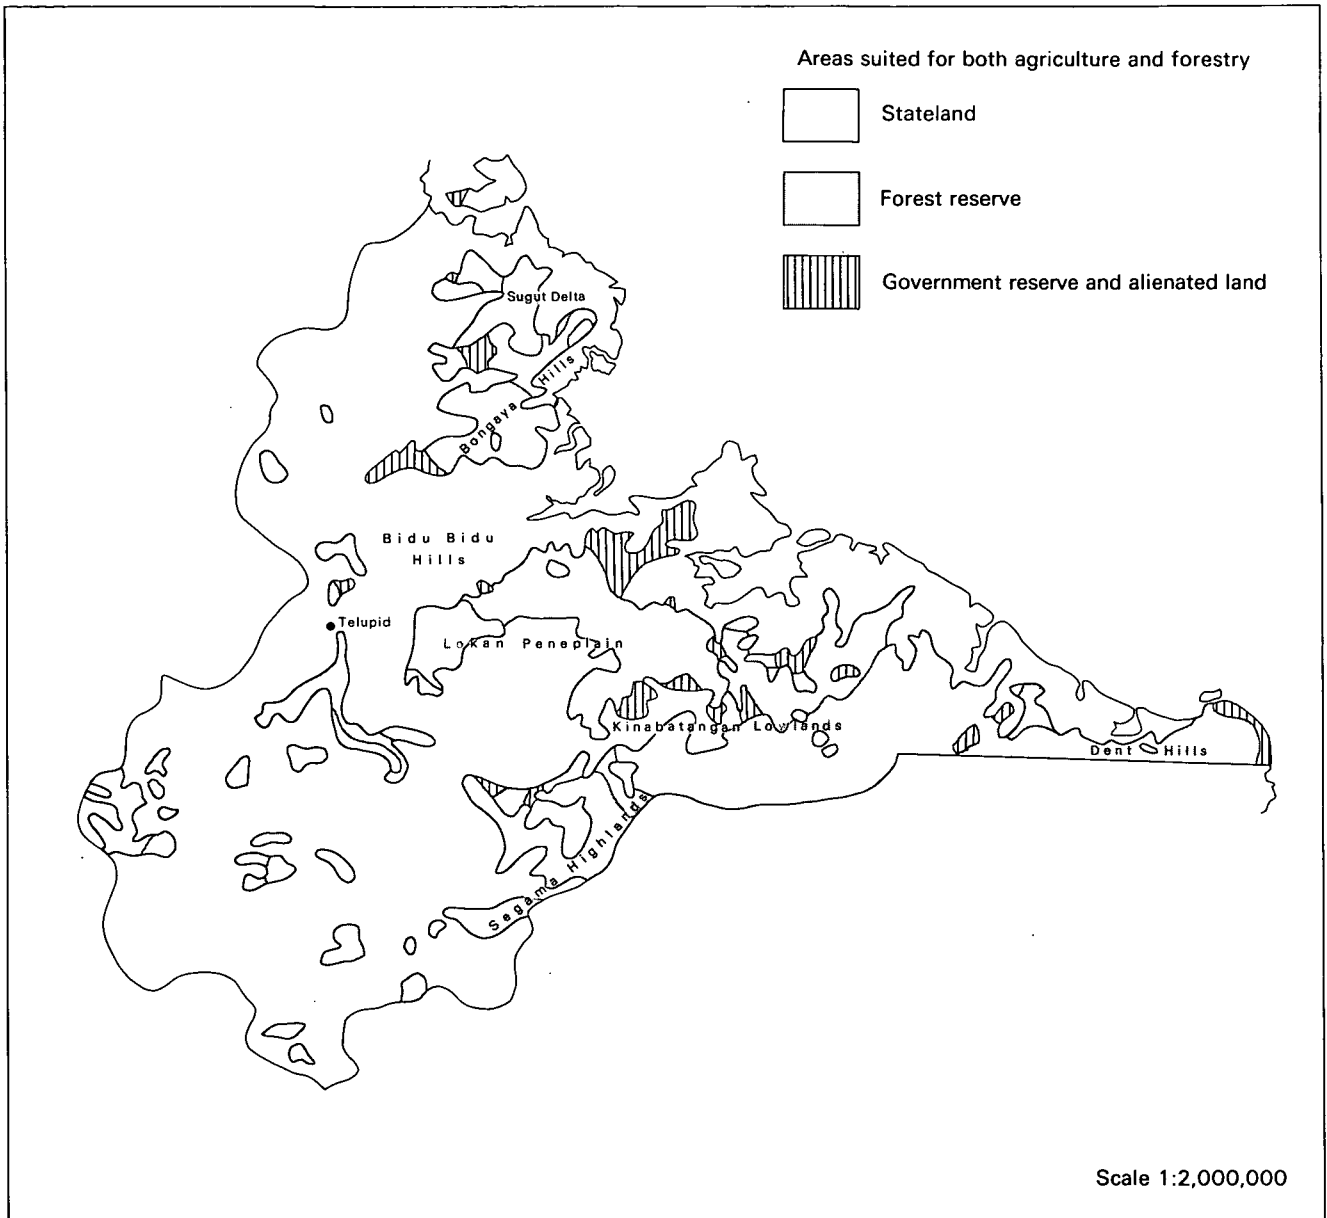 Areas suited for both agriculture and forestry
Stateland
Forest reserve
Government reserve and alienated land
Sugut Delta
Bongaya Hills
Bidu Bidu
Hills
Telupid
Lokan Peneplain
Kinabatangan Lowlands
Dent Hills
Segama Highlands
Scale 1:2,000,000